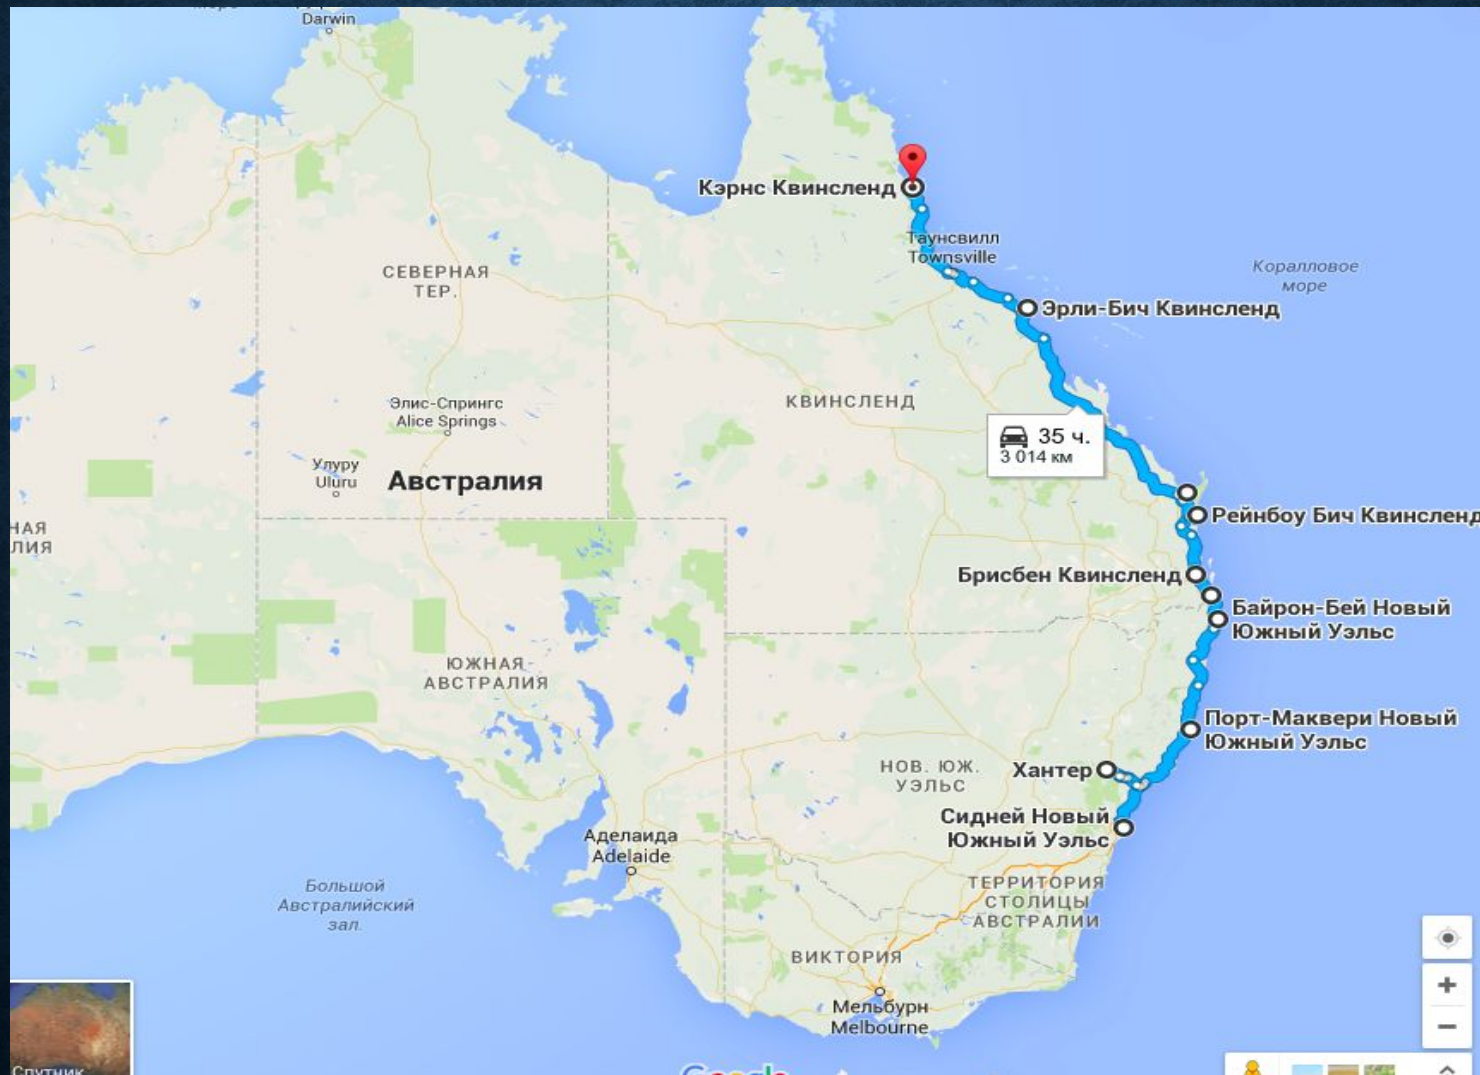 Darwin
Кэрнс Квинсленд
Таунсвилл
Townsville
СЕВЕРНАЯ
ТЕР.
Коралловое
море
Эрли-Бич Квинсленд
Элис-Спрингс
Alice Springs
КВИНСЛЕНД
35 ч.
3 014 км
Улуру
Uluru
Австралия
НАЯ
ЛИЯ
Рейнбоу Бич Квинсленд
Брисбен Квинсленд
Байрон-Бей Новый
Южный Уэльс
ЮЖНАЯ
АВСТРАЛИЯ
Порт-Маквери Новый
Южный Уэльс
НОВ. ЮЖ.
УЭЛЬС
Хантер
Сидней Новый
Южный Уэльс
Аделаида
Adelaide
Большой
Австралийский
зал.
ТЕРРИТОРИЯ
СТОЛИЦЫ
АВСТРАЛИИ
ВИКТОРИЯ
Мельбурн
Melbourne
Спутник
Google